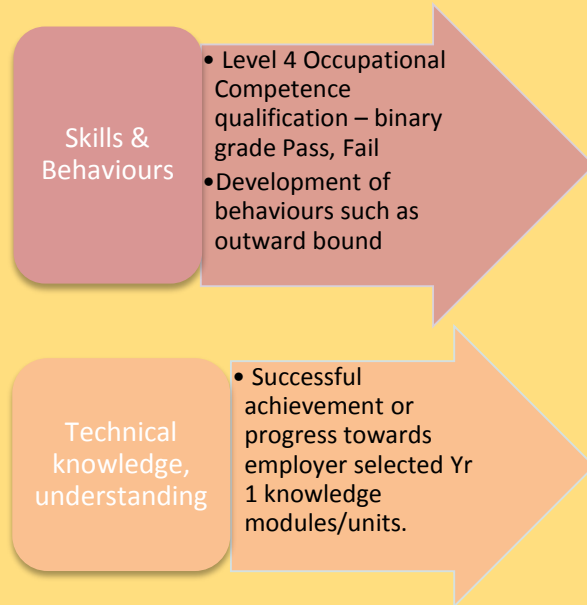 Skills &
Behaviours
• Level 4 Occupational
Competence
qualification – binary
grade Pass, Fail
•Development of
behaviours such as
outward bound
Technical
knowledge,
understanding
• Successful
achievement or
progress towards
employer selected Yr
1 knowledge
modules/units.